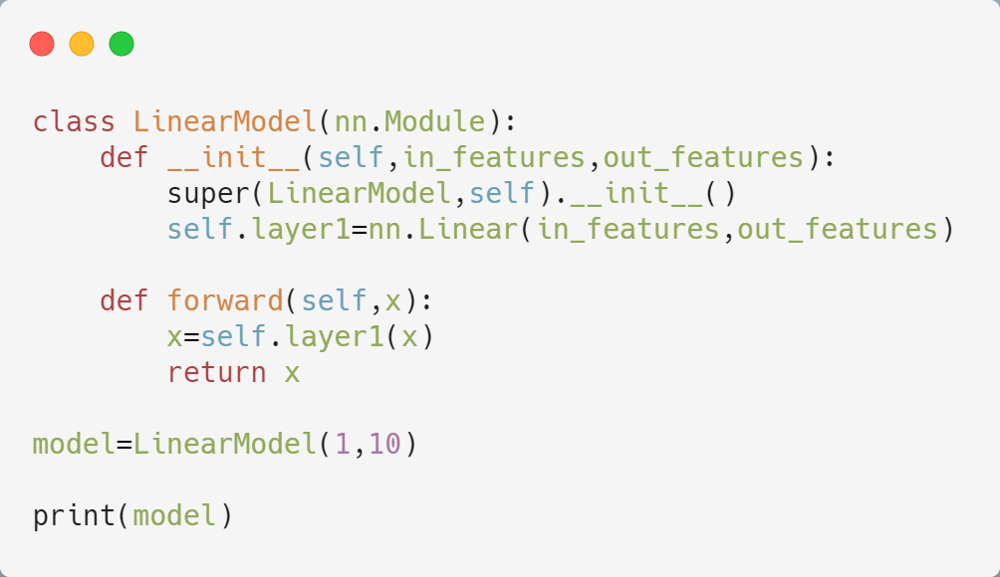 class LinearModel(nn.Module):
    def __init__(self,in_features,out_features):
        super(LinearModel,self).__init__()
        self.layer1=nn.Linear(in_features,out_features)

    def forward(self,x):
        x=self.layer1(x)
        return x

model=LinearModel(1,10)

print(model)